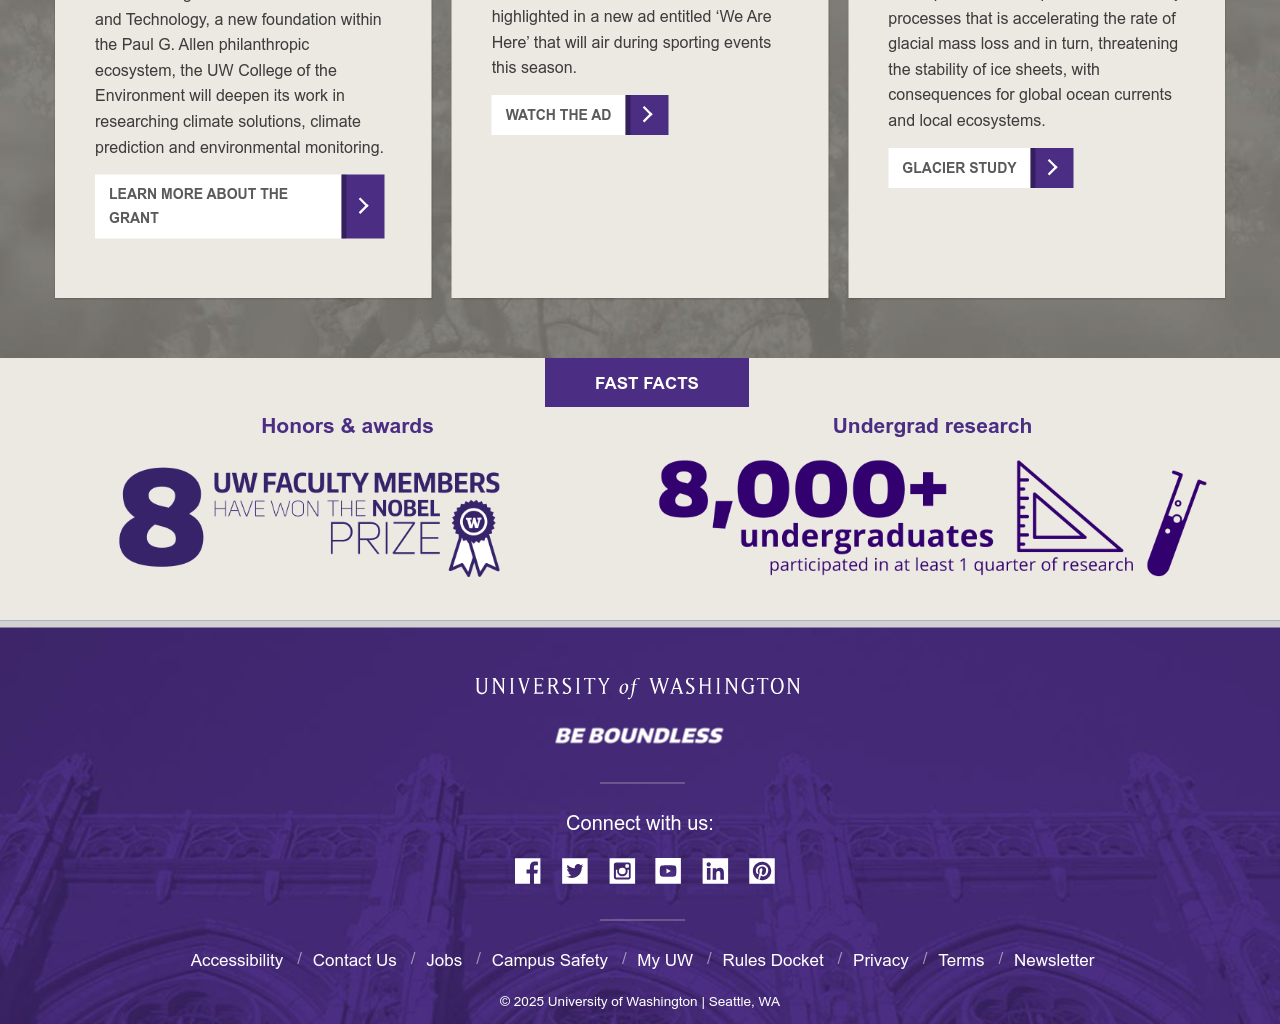 and Technology, a new foundation within
the Paul G. Allen philanthropic
ecosystem, the UW College of the
Environment will deepen its work in
researching climate solutions, climate
prediction and environmental monitoring.
LEARN MORE ABOUT THE
GRANT
highlighted in a new ad entitled ‘We Are
Here’ that will air during sporting events
this season.
WATCH THE AD
processes that is accelerating the rate of
glacial mass loss and in turn, threatening
the stability of ice sheets, with
consequences for global ocean currents
and local ecosystems.
GLACIER STUDY
FAST FACTS
Honors & awards
8 UW FACULTY MEMBERS
HAVE WON THE NOBEL
PRIZE
W
Undergrad research
8,000+
undergraduates
participated in at least 1 quarter of research
UNIVERSITY of WASHINGTON
BE BOUNDLESS
Connect with us:
Accessibility / Contact Us / Jobs / Campus Safety / My UW / Rules Docket / Privacy / Terms / Newsletter
© 2025 University of Washington | Seattle, WA